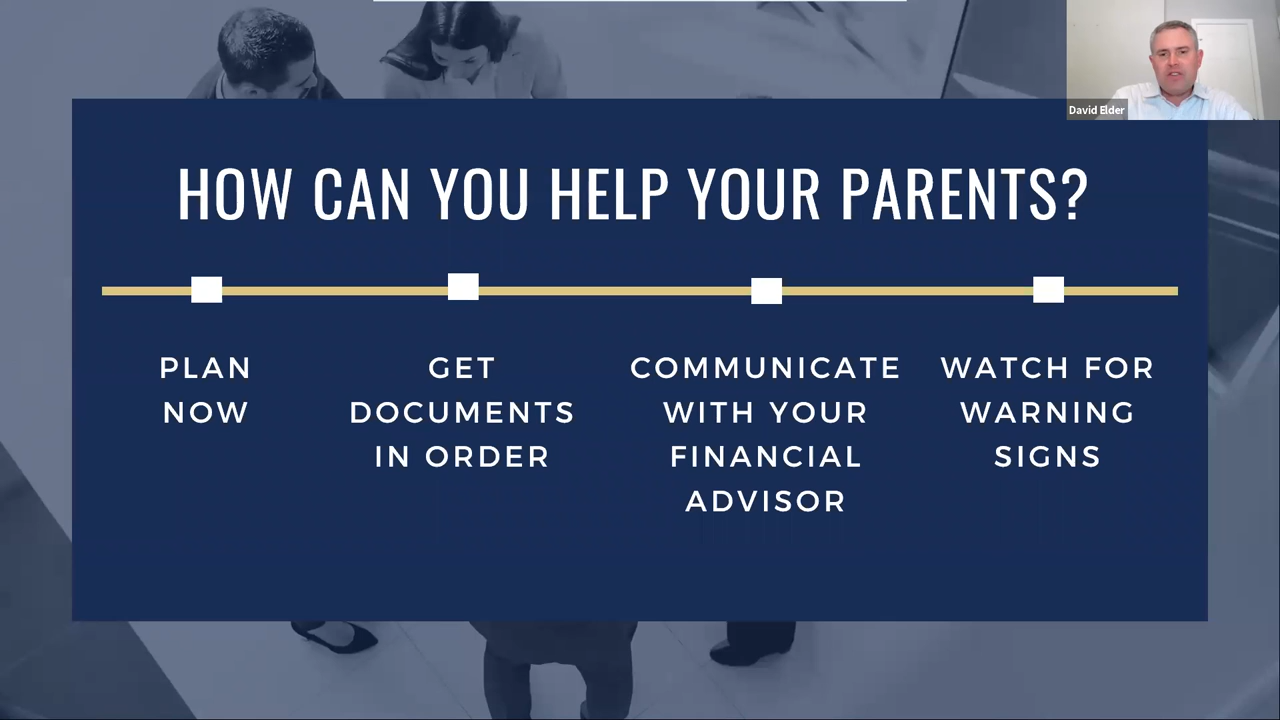 David Elder
HOW CAN YOU HELP YOUR PARENTS?
PLAN
NOW
GET
DOCUMENTS
IN ORDER
COMMUNICATE
WITH YOUR
FINANCIAL
ADVISOR
WATCH FOR
WARNING
SIGNS